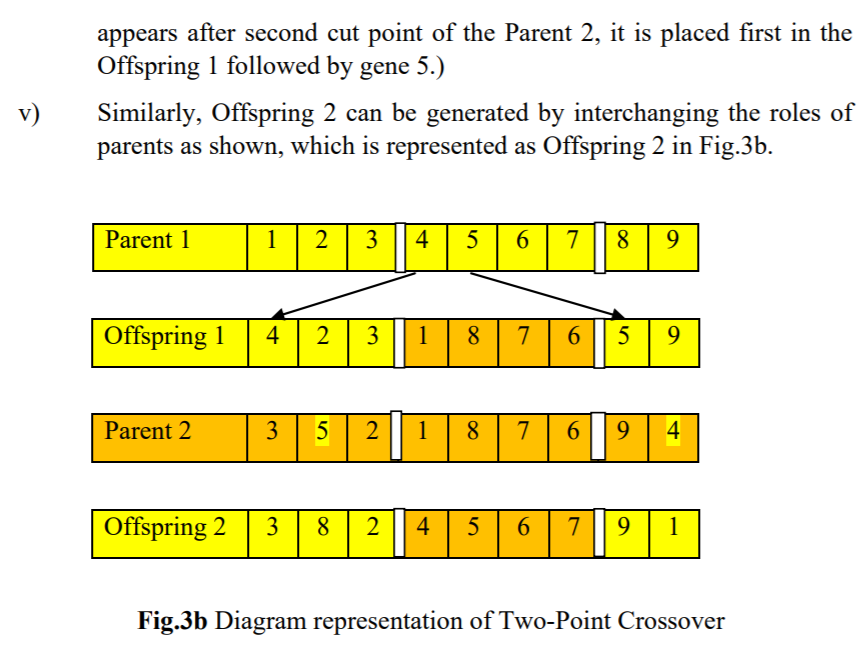 appears after second cut point of the Parent 2, it is placed first in the
Offspring 1 followed by gene 5.)
v) Similarly, Offspring 2 can be generated by interchanging the roles of
parents as shown, which is represented as Offspring 2 in Fig.3b.
Parent 1 1 2 3 4 5 6 7 8 9
Offspring 1 4 2 3 1 8 7 6 5 9
Parent 2 3 5 2 1 8 7 6 9 4
Offspring 2 3 8 2 4 5 6 7 9 1
Fig.3b Diagram representation of Two-Point Crossover